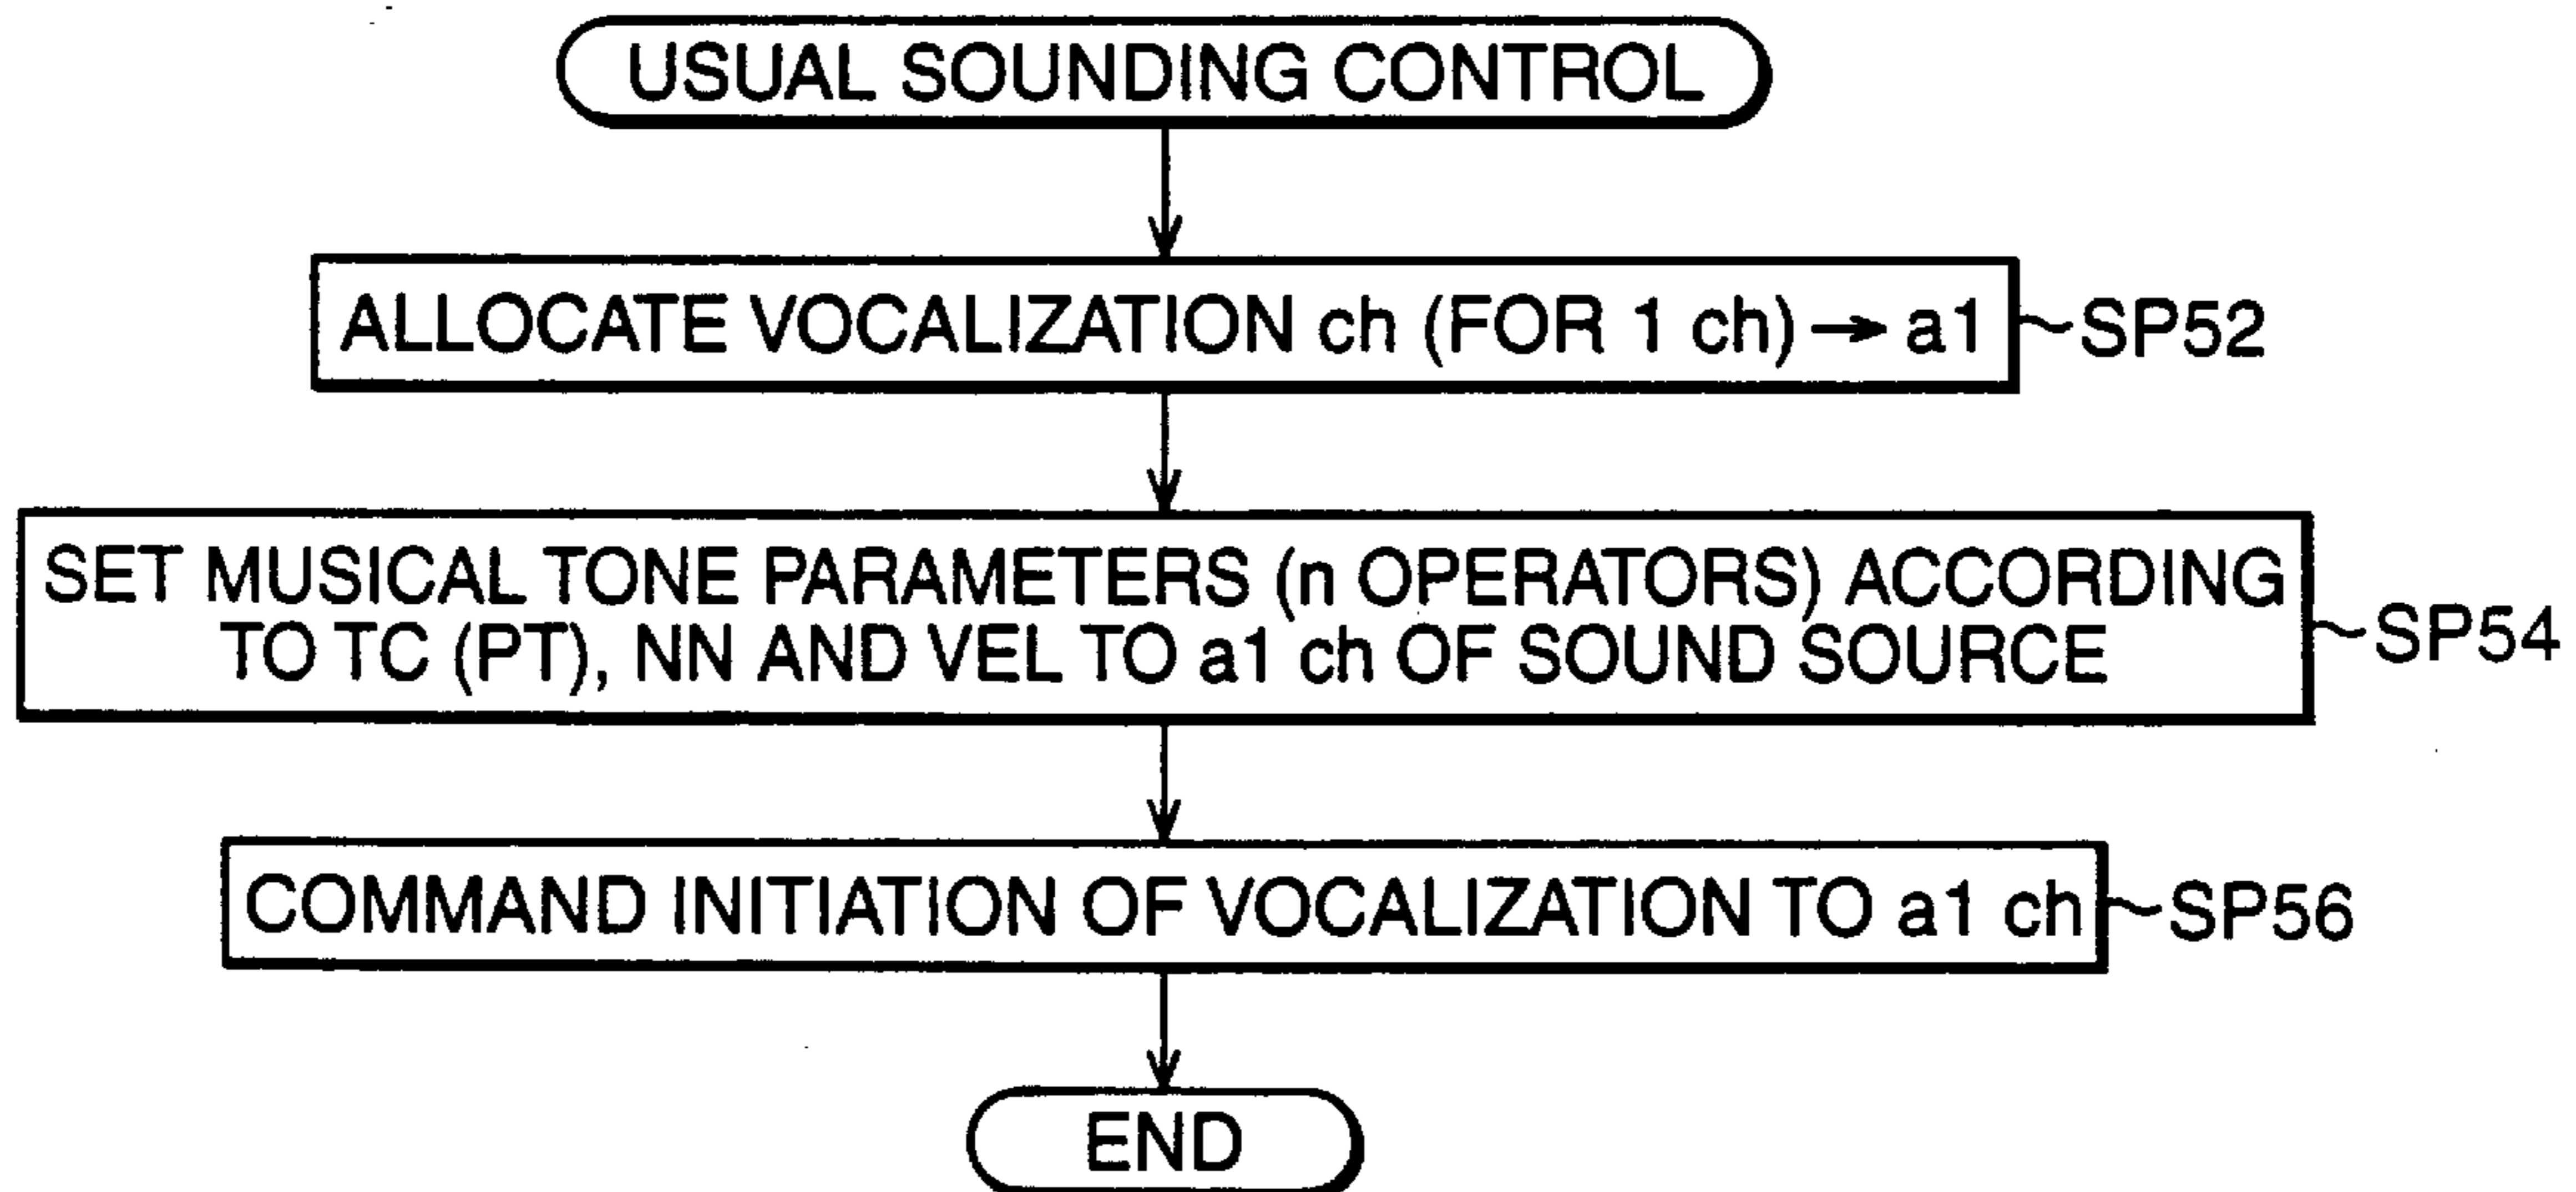 USUAL SOUNDING CONTROL
ALLOCATE VOCALIZATION ch (FOR 1 ch) → a1
SP52
SET MUSICAL TONE PARAMETERS (n OPERATORS) ACCORDING
TO TC (PT), NN AND VEL TO a1 ch OF SOUND SOURCE
SP54
COMMAND INITIATION OF VOCALIZATION TO a1 ch
SP56
END